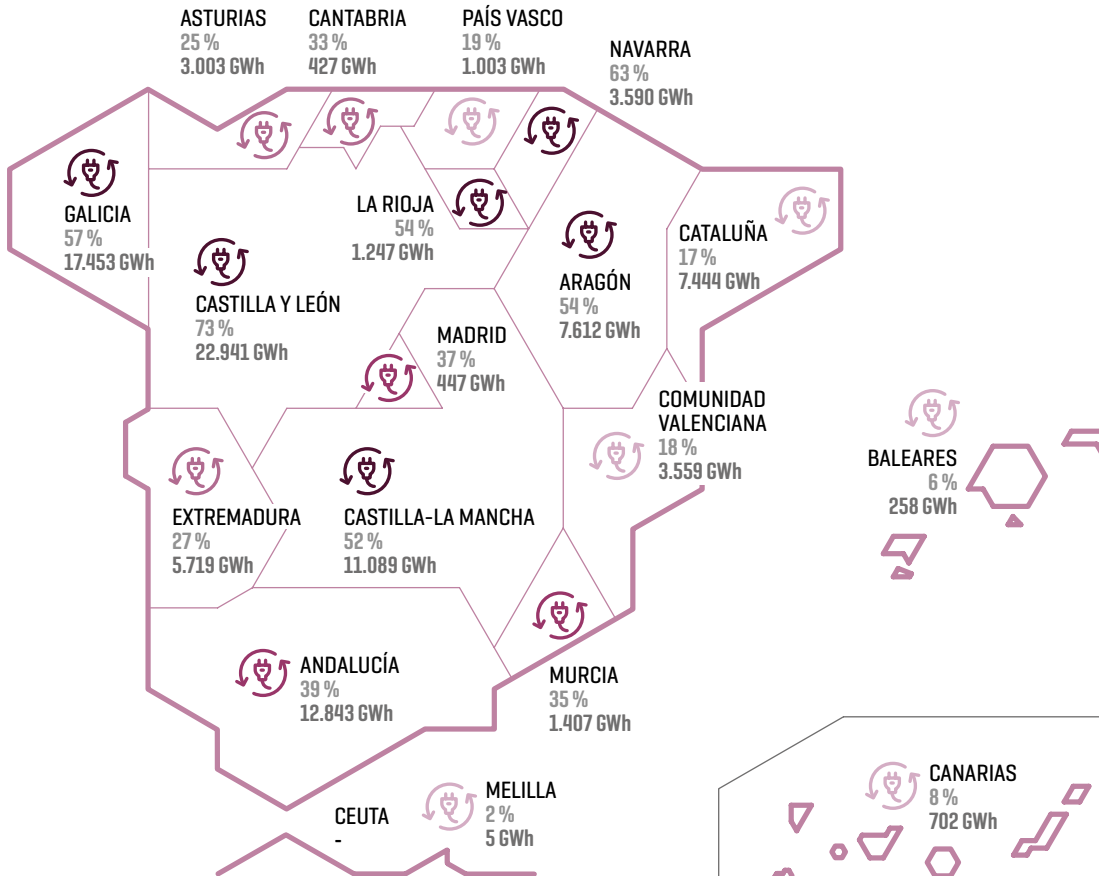 ASTURIAS
25 %
3.003 GWh
CANTABRIA
33 %
427 GWh
PAÍS VASCO
19 %
1.003 GWh
NAVARRA
63 %
3.590 GWh
GALICIA
57 %
17.453 GWh
LA RIOJA
54 %
1.247 GWh
CATALUÑA
17 %
7.444 GWh
ARAGÓN
54 %
7.612 GWh
CASTILLA Y LEÓN
73 %
22.941 GWh
MADRID
37 %
447 GWh
COMUNIDAD
VALENCIANA
18 %
3.559 GWh
BALEARES
6 %
258 GWh
EXTREMADURA
27 %
5.719 GWh
CASTILLA-LA MANCHA
52 %
11.089 GWh
ANDALUCÍA
39 %
12.843 GWh
MURCIA
35 %
1.407 GWh
CANARIAS
8 %
702 GWh
MELILLA
2 %
5 GWh
CEUTA
-